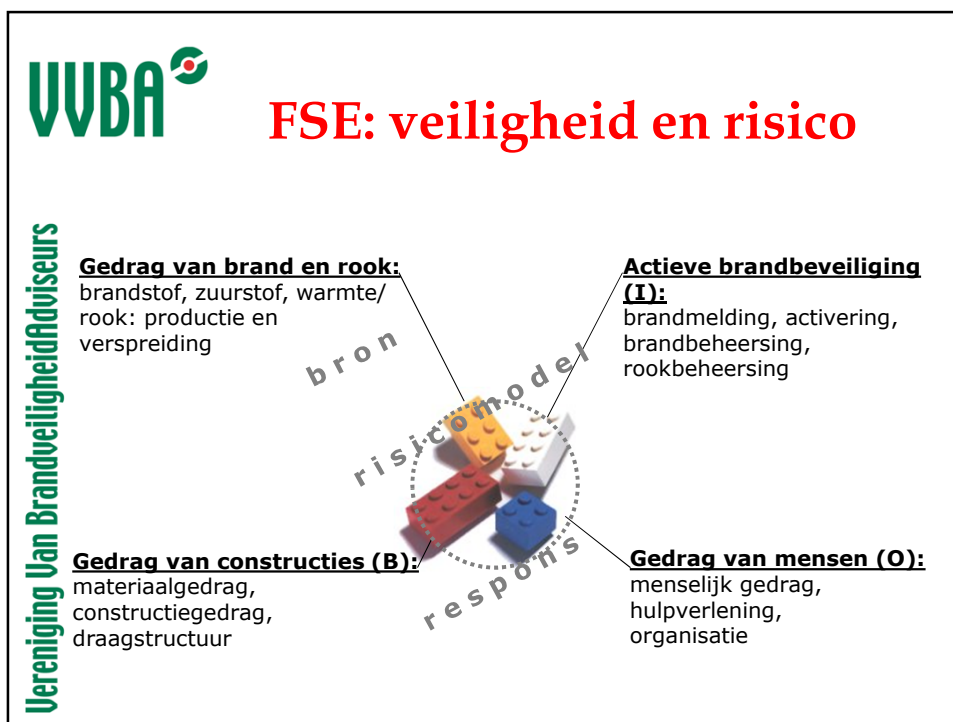 VVBA
FSE: veiligheid en risico
Vereniging Van BrandveiligheidAdviseurs
Gedrag van brand en rook:
brandstof, zuurstof, warmte/
rook: productie en
verspreiding
Actieve brandbeveiliging
(I):
brandmelding, activering,
brandbeheersing,
rookbeheersing
bron
risicomodel
respons
Gedrag van constructies (B):
materiaalgedrag,
constructiegedrag,
draagstructuur
Gedrag van mensen (O):
menselijk gedrag,
hulpverlening,
organisatie